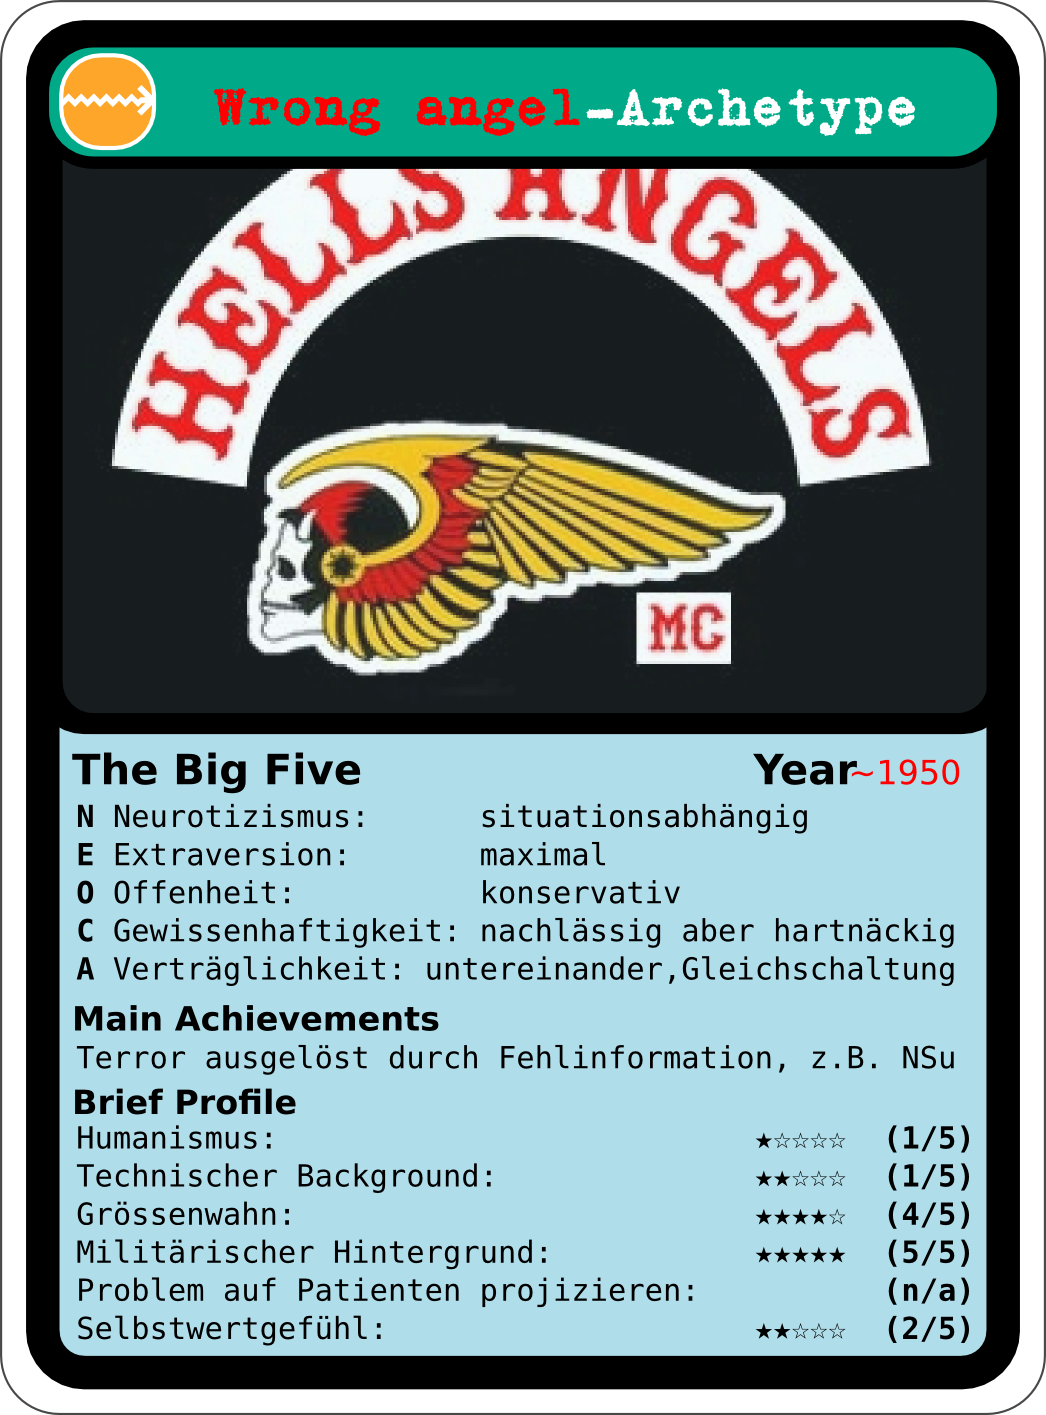 Wrong angel-Archetype
HELLS ANGELS
MC
The Big Five Year~1950
N Neurotizismus: situationsabhängig
E Extraversion: maximal
O Offenheit: konservativ
C Gewissenhaftigkeit: nachlässig aber hartnäckig
A Verträglichkeit: untereinander,Gleichschaltung
Main Achievements
Terror ausgelöst durch Fehlinformation, z.B. NSu
Brief Profile
Humanismus: ★☆☆☆☆ (1/5)
Technischer Background: ★★☆☆☆ (1/5)
Grössenwahn: ★★★★☆ (4/5)
Militärischer Hintergrund: ★★★★★ (5/5)
Problem auf Patienten projizieren: (n/a)
Selbstwertgefühl: ★★☆☆☆ (2/5)